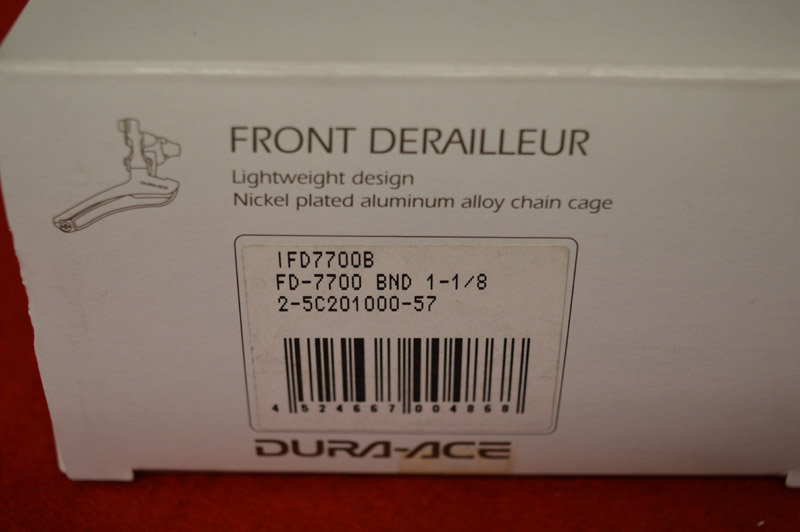 FRONT DERAILLEUR
Lightweight design
Nickel plated aluminum alloy chain cage
IFD7700B
FD-7700 BND 1-1/8
2-5C201000-57
4 524667 004868
DURA-ACE